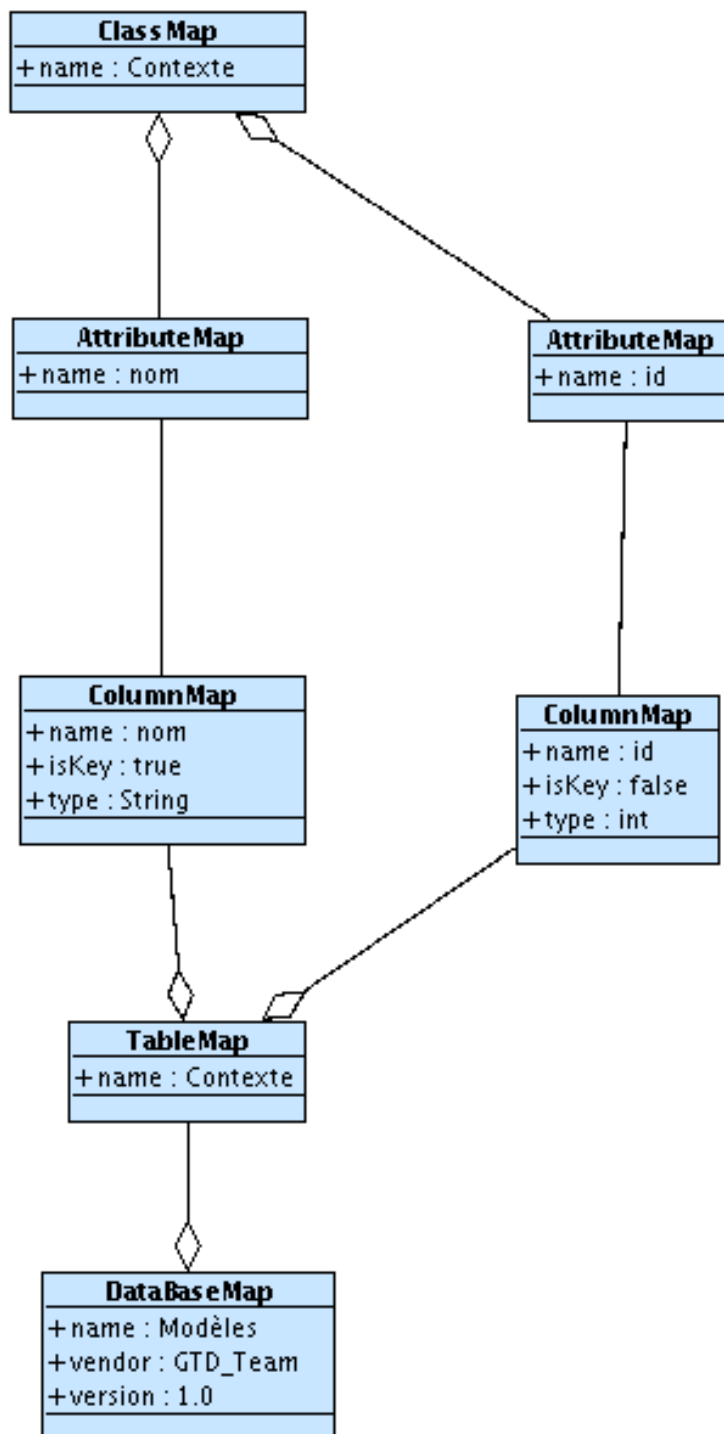 ClassMap
+ name : Contexte
AttributeMap
+ name : nom
AttributeMap
+ name : id
ColumnMap
+ name : nom
+ isKey : true
+ type : String
ColumnMap
+ name : id
+ isKey : false
+ type : int
TableMap
+ name : Contexte
DataBaseMap
+ name : Modèles
+ vendor : GTD_Team
+ version : 1.0